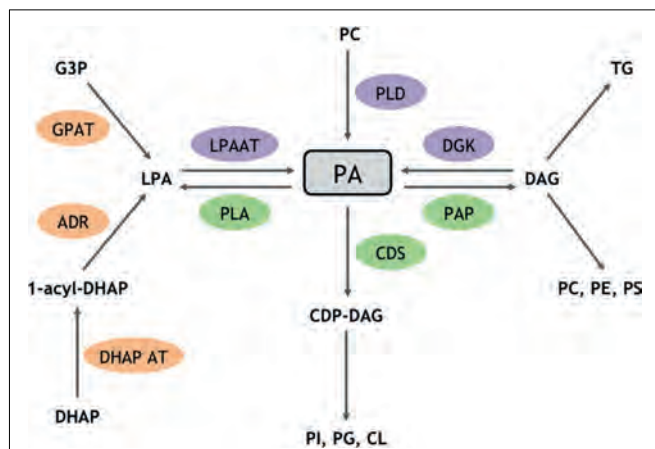 PC
G3P
TG
PLD
GPAT
LPAAT
DGK
LPA
PA
DAG
PLA
PAP
ADR
CDS
1-acyl-DHAP
PC, PE, PS
CDP-DAG
DHAP AT
DHAP
PI, PG, CL